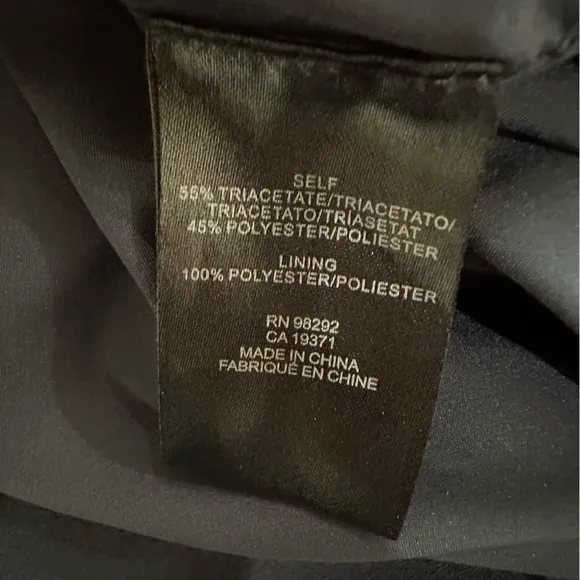 SELF
55% TRIACETATE/TRIACETATO/
TRIACETATO/TRIASETAT
45% POLYESTER/POLIESTER
LINING
100% POLYESTER/POLIESTER
RN 98292
CA 19371
MADE IN CHINA
FABRIQUÉ EN CHINE